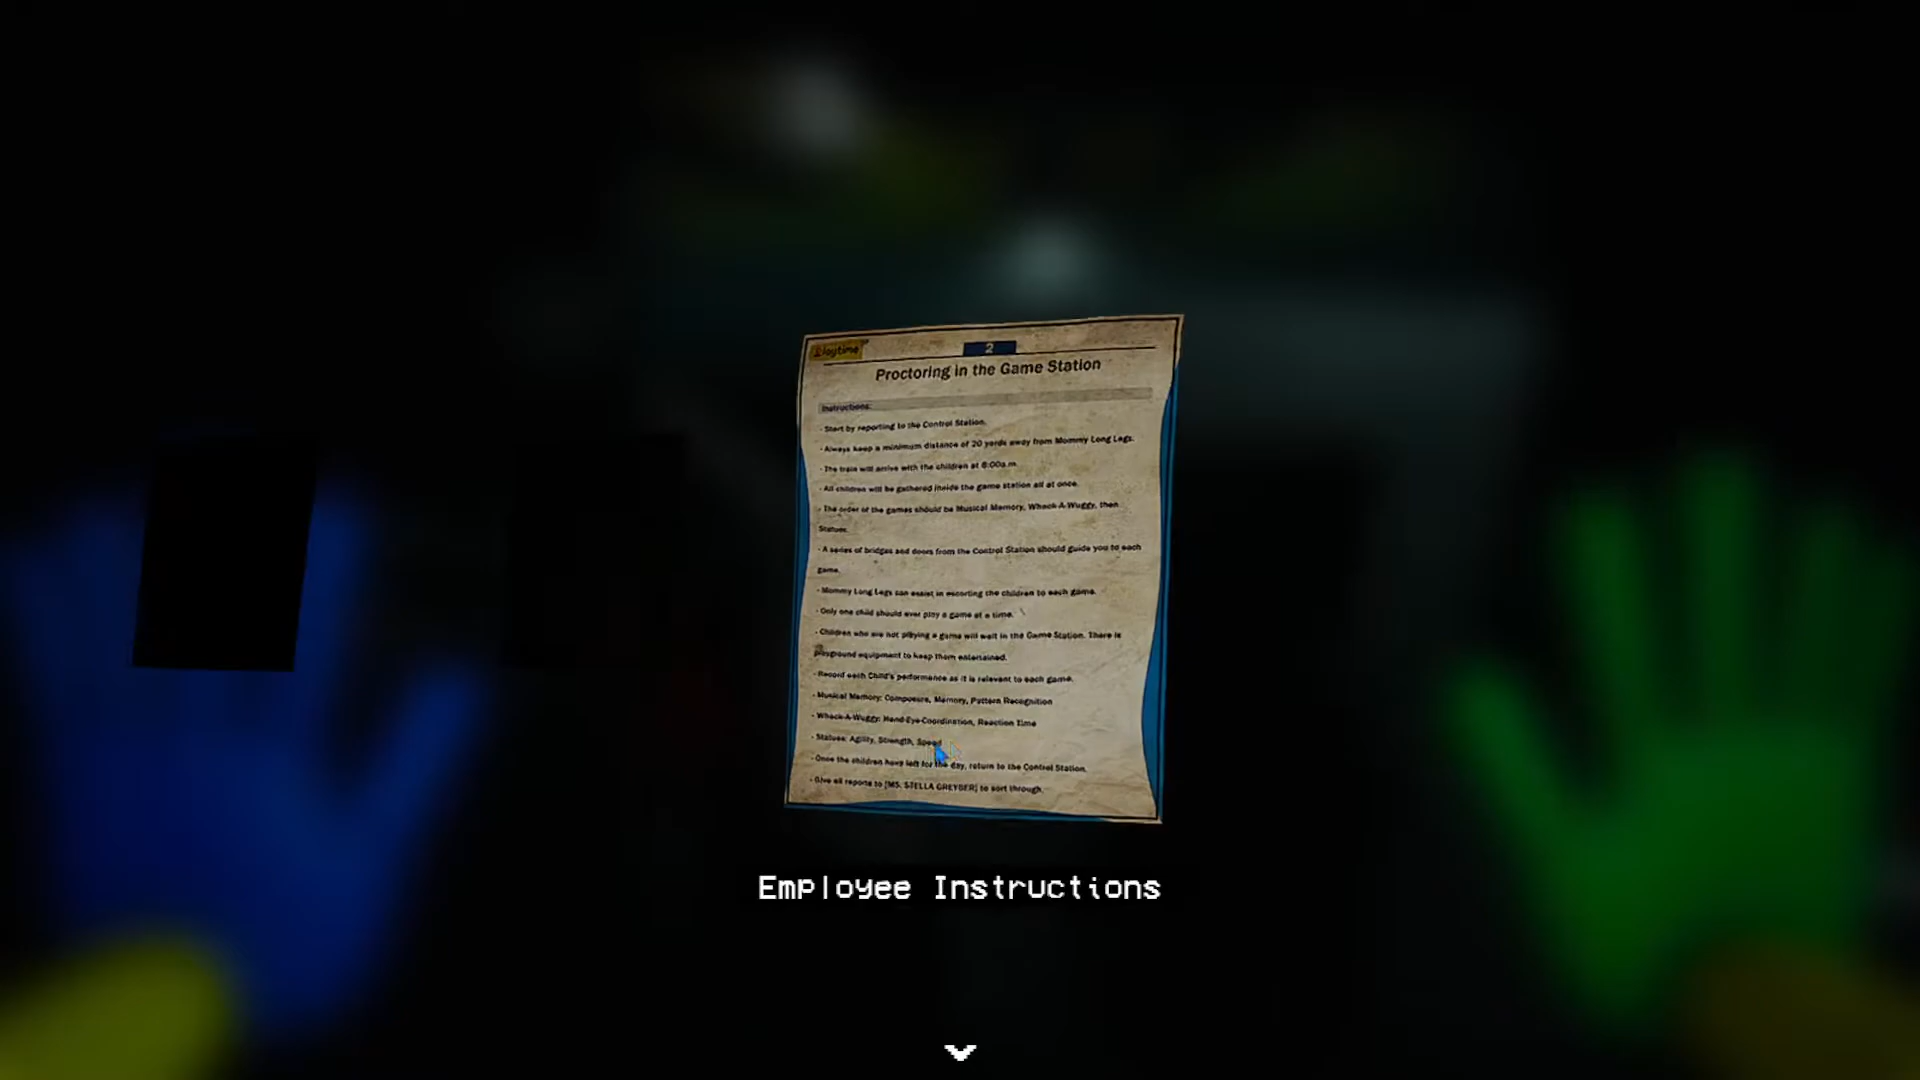 Playtime
2
Proctoring in the Game Station
Instructions:
- Start by reporting to the Control Station.
- Always keep a minimum distance of 20 yards away from Mommy Long Legs.
- The train will arrive with the children at 8:00a.m.
- All children will be gathered inside the game station all at once.
- The order of the games should be Musical Memory, Whack-A-Wuggy, then
Statues.
- A series of bridges and doors from the Control Station should guide you to each
game.
- Mommy Long Legs can assist in escorting the children to each game.
- Only one child should ever play a game at a time.
- Children who are not playing a game will wait in the Game Station. There is
playground equipment to keep them entertained.
- Record each Child's performance as it is relevant to each game.
- Musical Memory: Composure, Memory, Pattern Recognition
- Whack-A-Wuggy: Hand-Eye-Coordination, Reaction Time
- Statues: Agility, Strength, Speed
- Once the children have left for the day, return to the Control Station.
- Give all reports to [MS. STELLA GREYBER] to sort through.
Employee Instructions